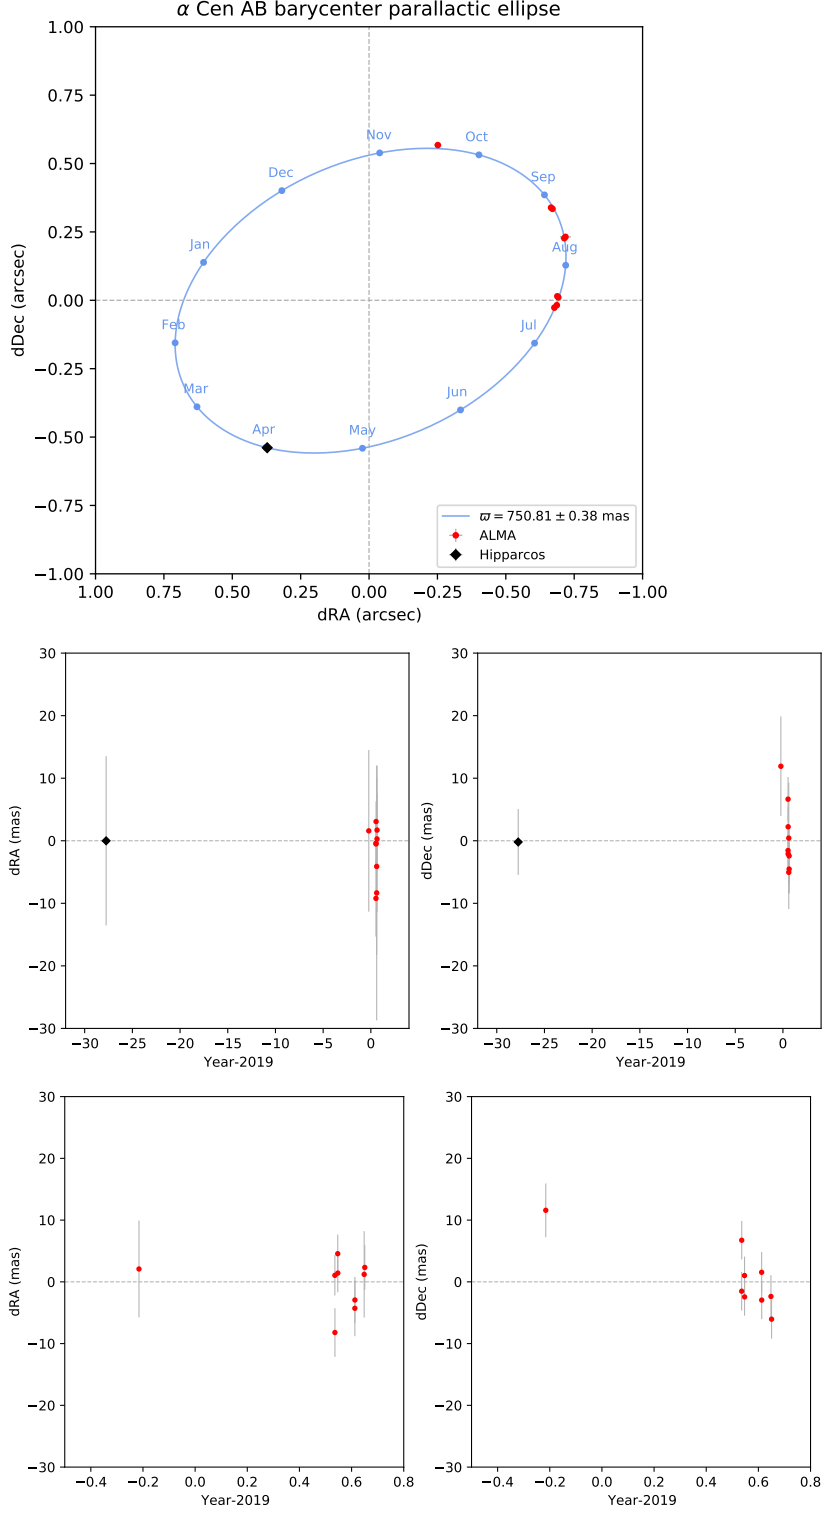 α Cen AB barycenter parallactic ellipse
1.00
0.75
0.50
0.25
0.00
−0.25
−0.50
−0.75
−1.00
dDec (arcsec)
Nov
Oct
Dec
Sep
Jan
Aug
Feb
Jul
Mar
Jun
Apr
May
ϖ = 750.81 ± 0.38 mas
ALMA
Hipparcos
1.00 0.75 0.50 0.25 0.00 −0.25 −0.50 −0.75 −1.00
dRA (arcsec)
30
20
10
0
−10
−20
−30
dRA (mas)
−30 −25 −20 −15 −10 −5 0
Year-2019
30
20
10
0
−10
−20
−30
dDec (mas)
−30 −25 −20 −15 −10 −5 0
Year-2019
30
20
10
0
−10
−20
−30
dRA (mas)
−0.4 −0.2 0.0 0.2 0.4 0.6 0.8
Year-2019
30
20
10
0
−10
−20
−30
dDec (mas)
−0.4 −0.2 0.0 0.2 0.4 0.6 0.8
Year-2019